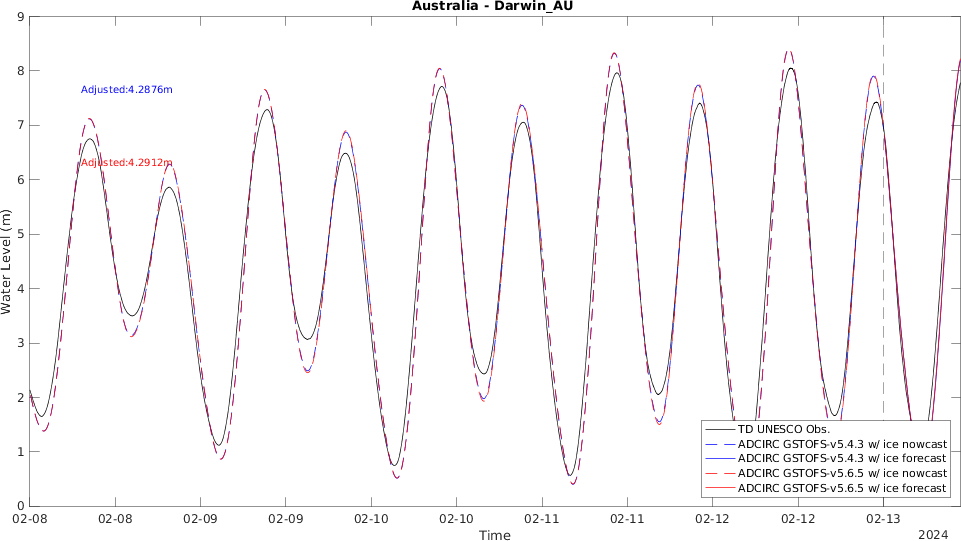 Australia - Darwin_AU
9
8
7
6
5
4
3
2
1
0
Water Level (m)
Adjusted:4.2876m
Adjusted:4.2912m
TD UNESCO Obs.
ADCIRC GSTOFS-v5.4.3 w/ ice nowcast
ADCIRC GSTOFS-v5.4.3 w/ ice forecast
ADCIRC GSTOFS-v5.6.5 w/ ice nowcast
ADCIRC GSTOFS-v5.6.5 w/ ice forecast
02-08 02-08 02-09 02-09 02-10 02-10 02-11 02-11 02-12 02-12 02-13
Time
2024